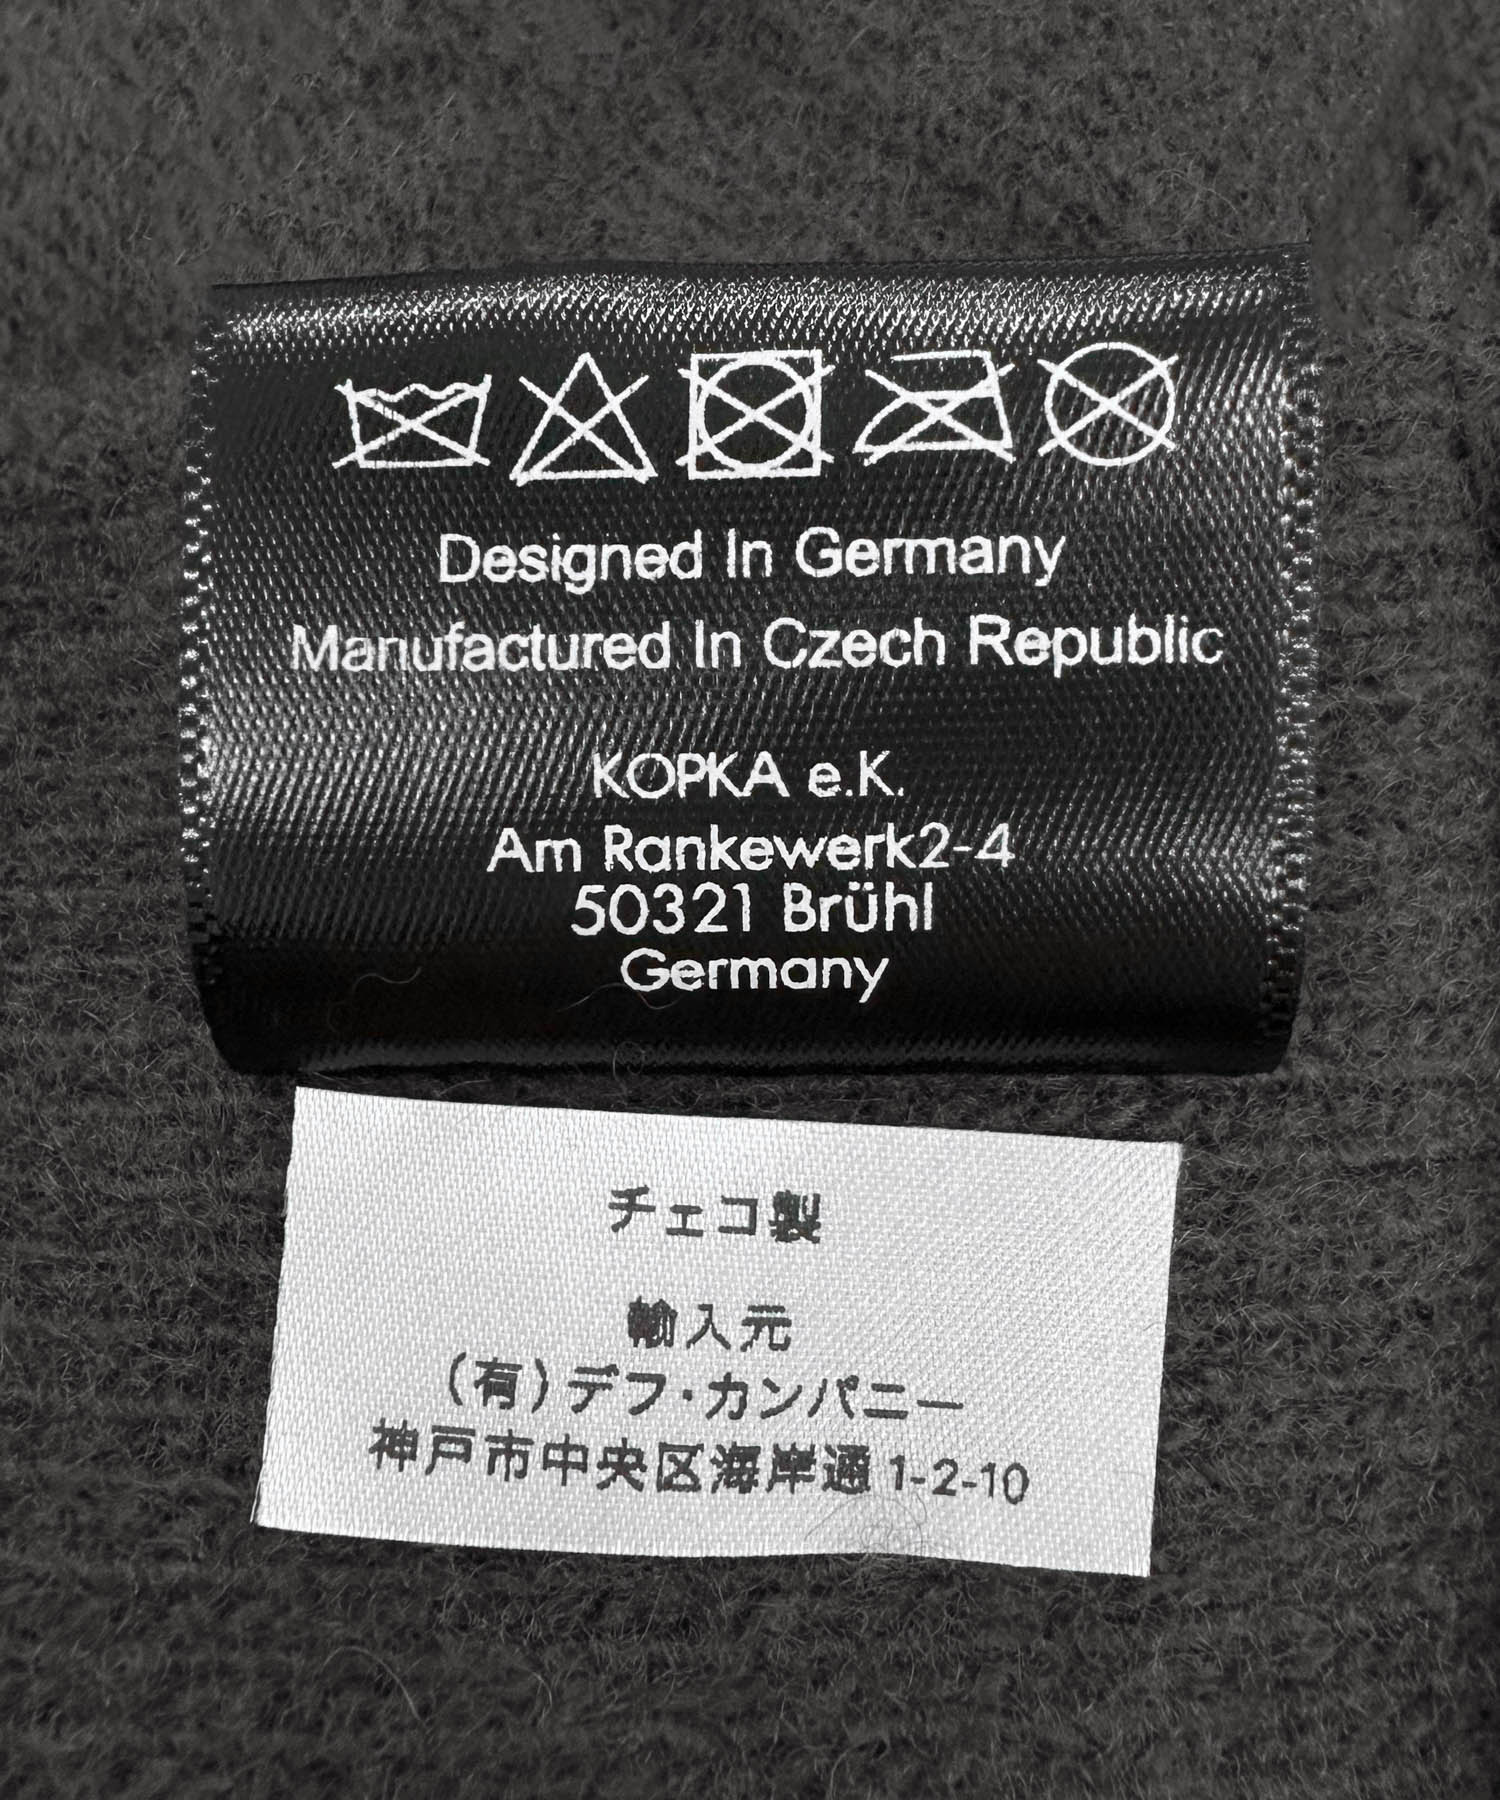 Designed In Germany
Manufactured In Czech Republic
KOPKA e.K.
Am Rankewerk2-4
50321 Brühl
Germany
チェコ製
輸入元
(有)デフ・カンパニー
神戸市中央区海岸通1-2-10